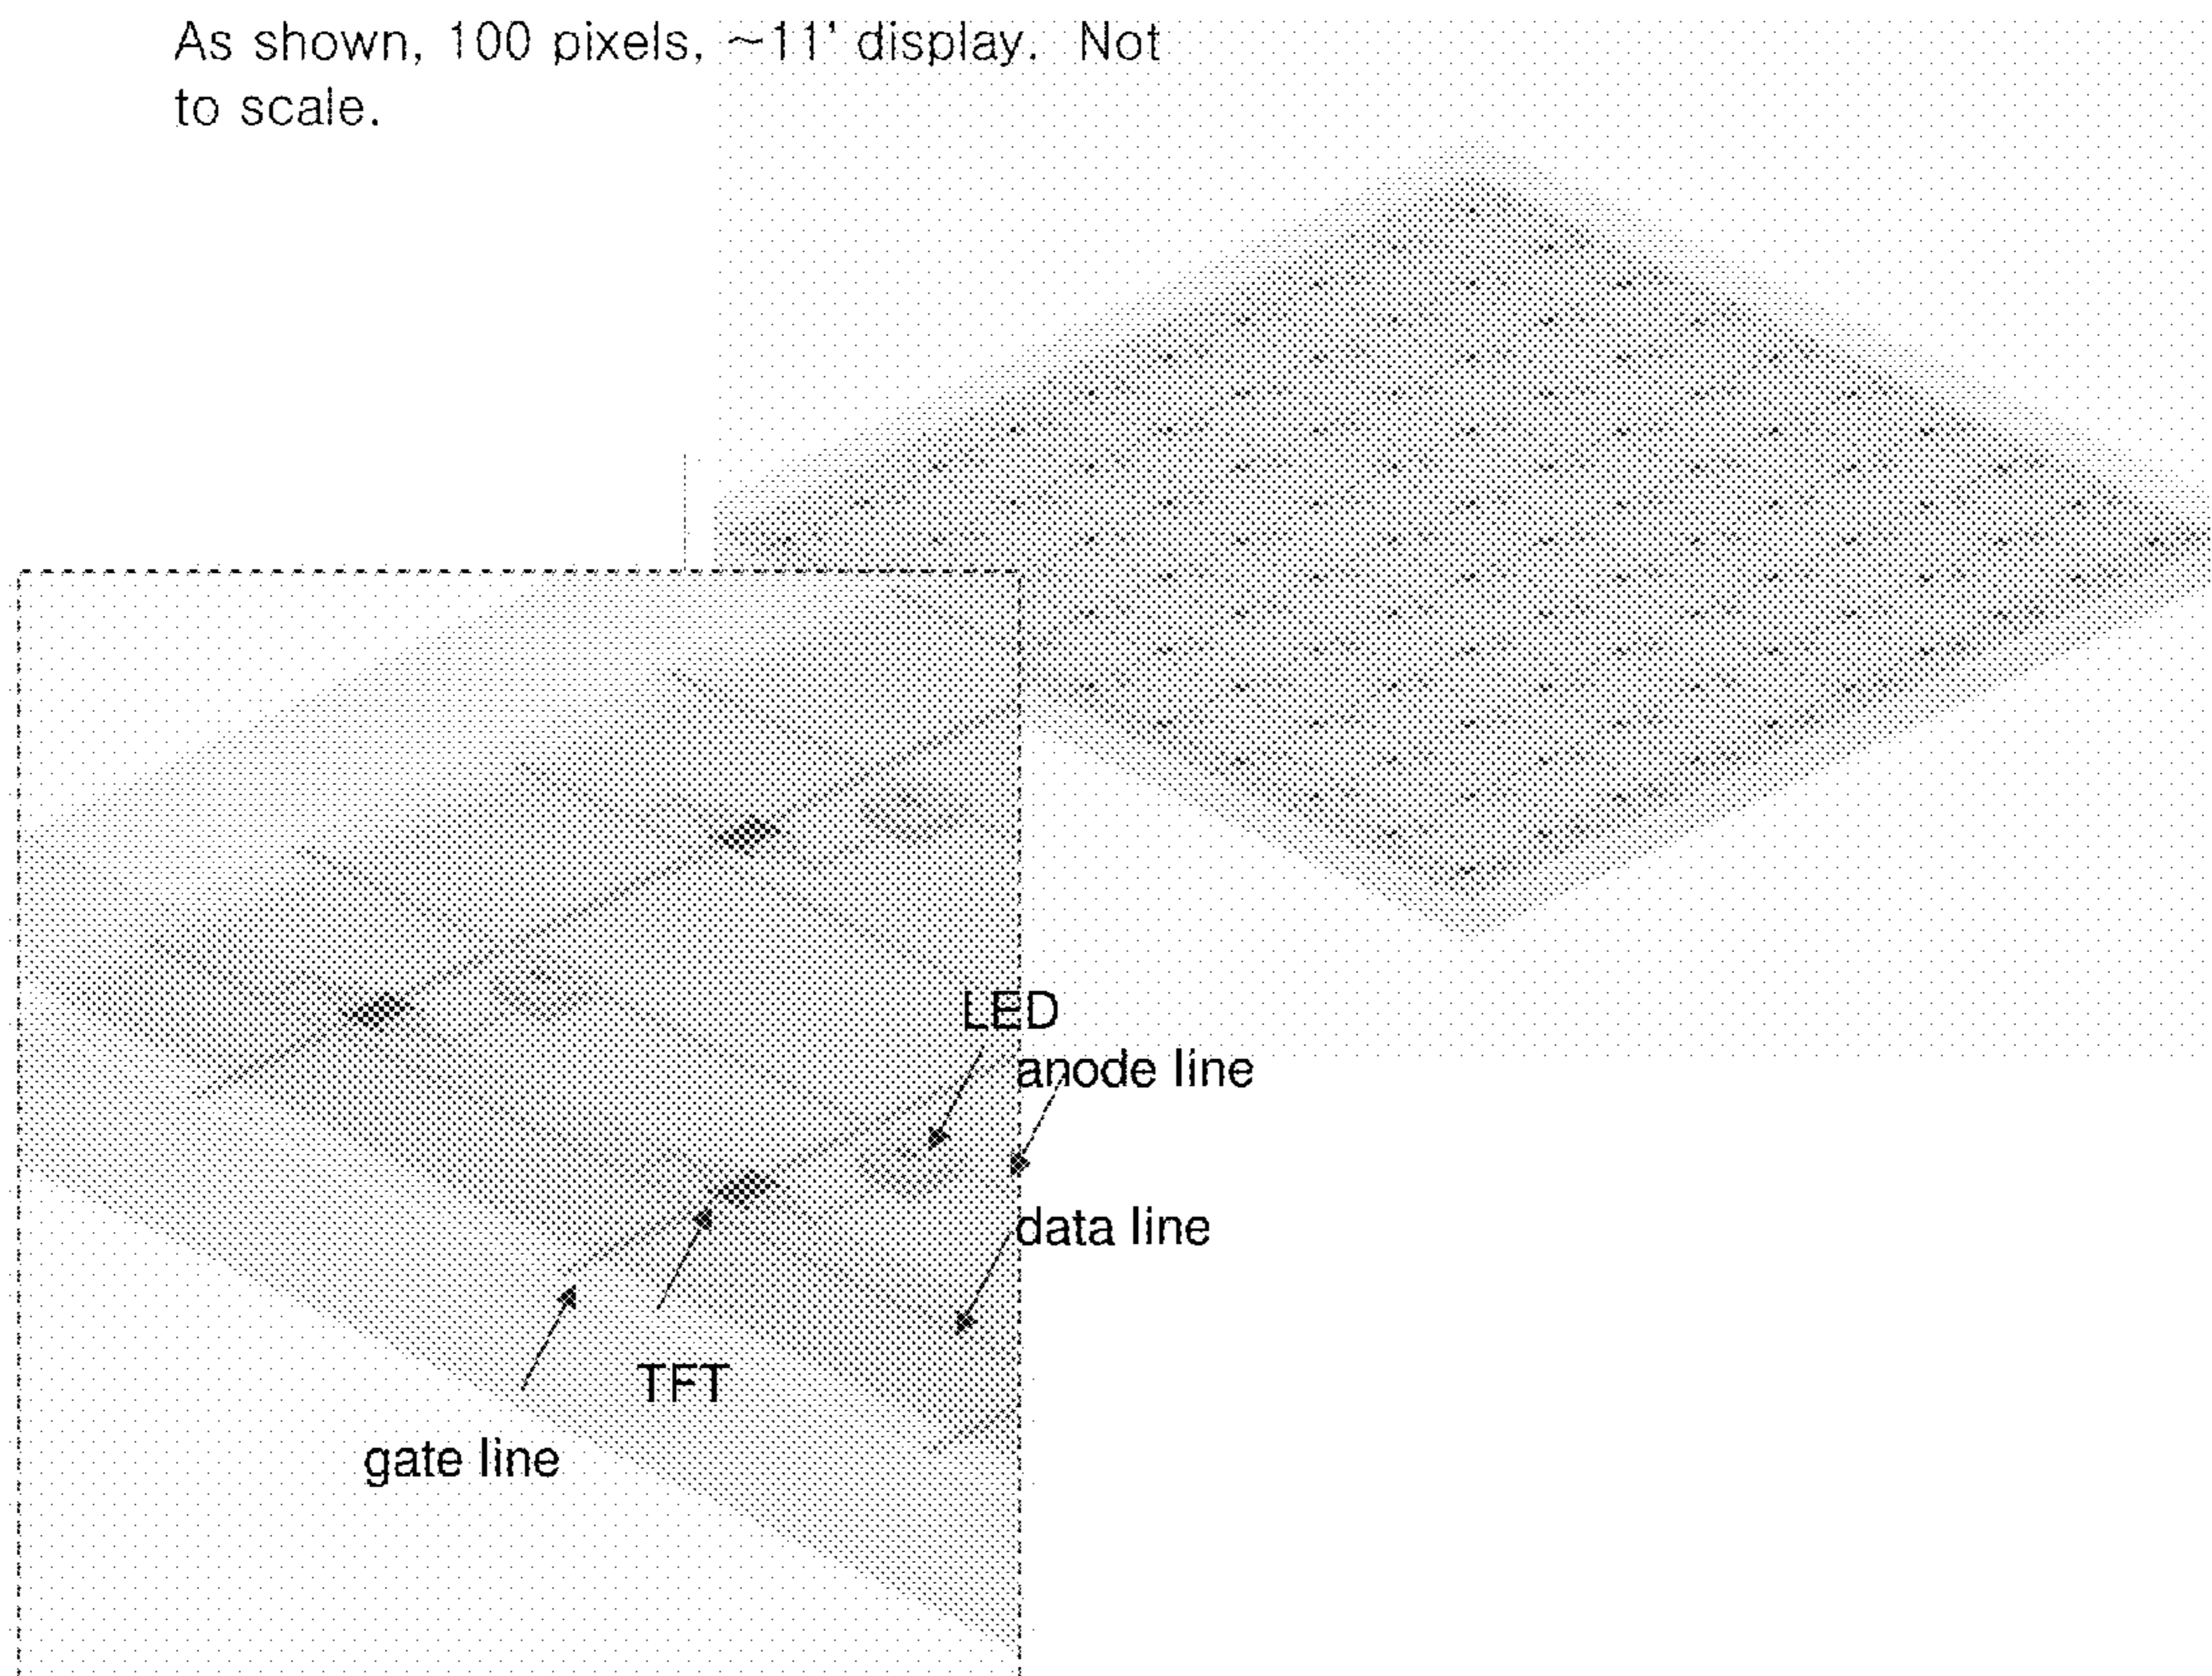 As shown, 100 pixels, ~11' display. Not
to scale.
LED
anode line
data line
TFT
gate line